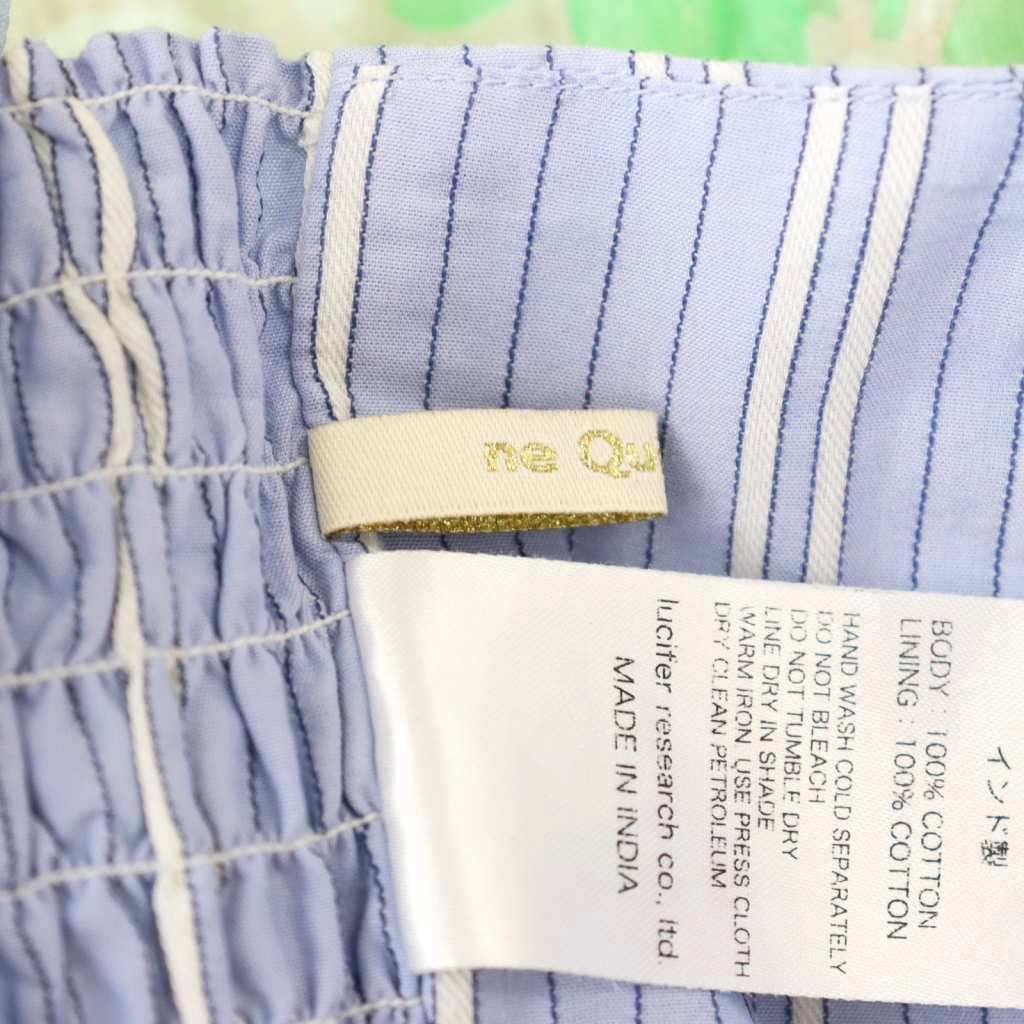 ne Qu
インド製
BODY : 100% COTTON
LINING : 100% COTTON
HAND WASH COLD SEPARATELY
DO NOT BLEACH
DO NOT TUMBLE DRY
LINE DRY IN SHADE
WARM IRON, USE PRESS CLOTH
DRY CLEAN PETROLEUM
lucifer research co., ltd.
MADE IN INDIA